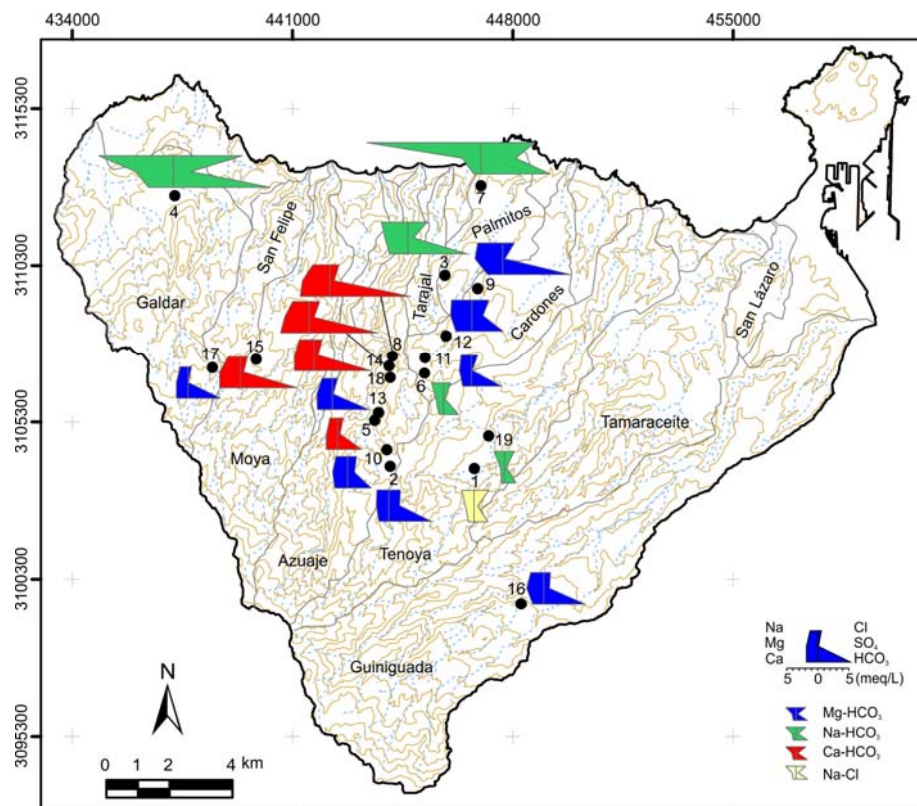 434000 441000 448000 455000
3115300
3110300
3105300
3100300
3095300
4
7
San Felipe
Palmitos
3
9
Galdar
Tarajal
Cardones
San Lázaro
12
17
15
8
14
11
18
6
13
5
Tamaraceite
19
Moya
10
2
1
Azuaje
Tenoya
16
Guiniguada
N
0 1 2 4 km
Na Cl
Mg SO₄
Ca HCO₃
5 0 5 (meq/L)
Mg-HCO₃
Na-HCO₃
Ca-HCO₃
Na-Cl